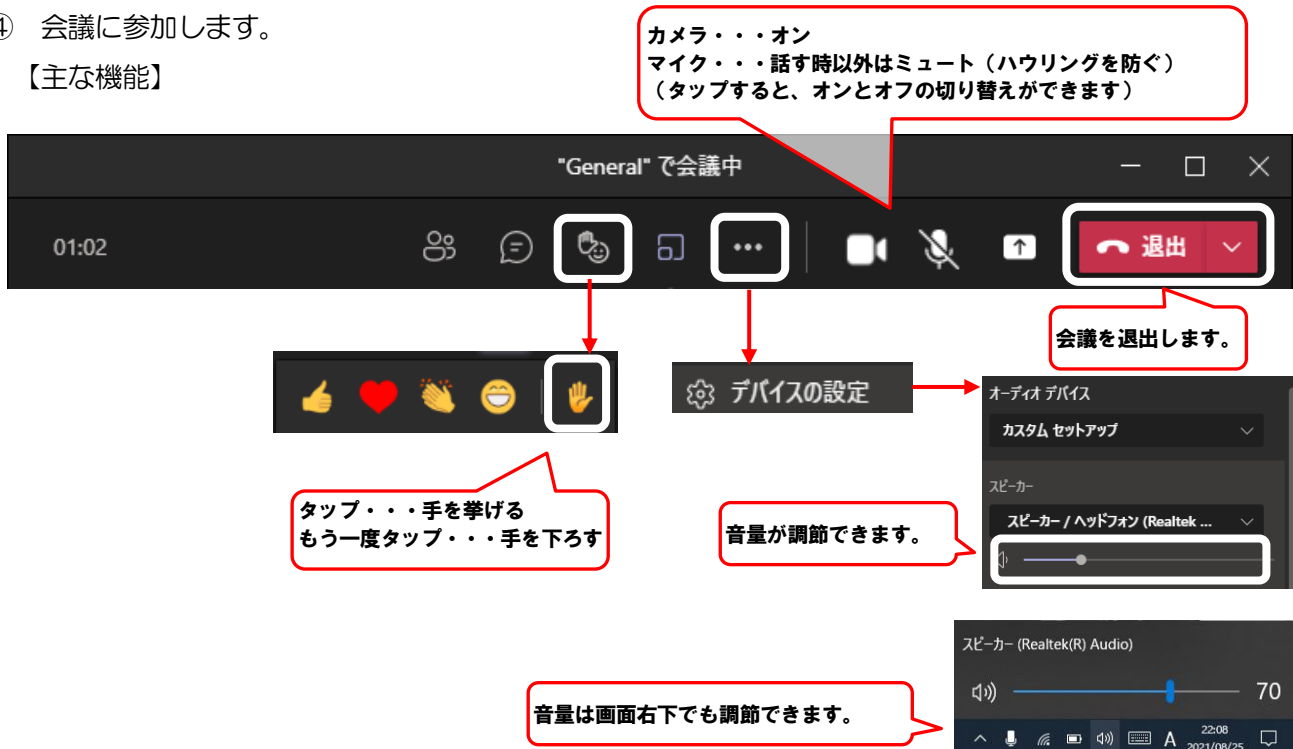 ④ 会議に参加します。
【主な機能】
カメラ・・・オン
マイク・・・話す時以外はミュート（ハウリングを防ぐ）
（タップすると、オンとオフの切り替えができます）
"General" で会議中
01:02
退出
会議を退出します。
デバイスの設定
オーディオ デバイス
カスタム セットアップ
スピーカー
スピーカー / ヘッドフォン (Realtek ...
タップ・・・手を挙げる
もう一度タップ・・・手を下ろす
音量が調節できます。
スピーカー (Realtek(R) Audio)
70
音量は画面右下でも調節できます。
A
22:08
2021/08/25